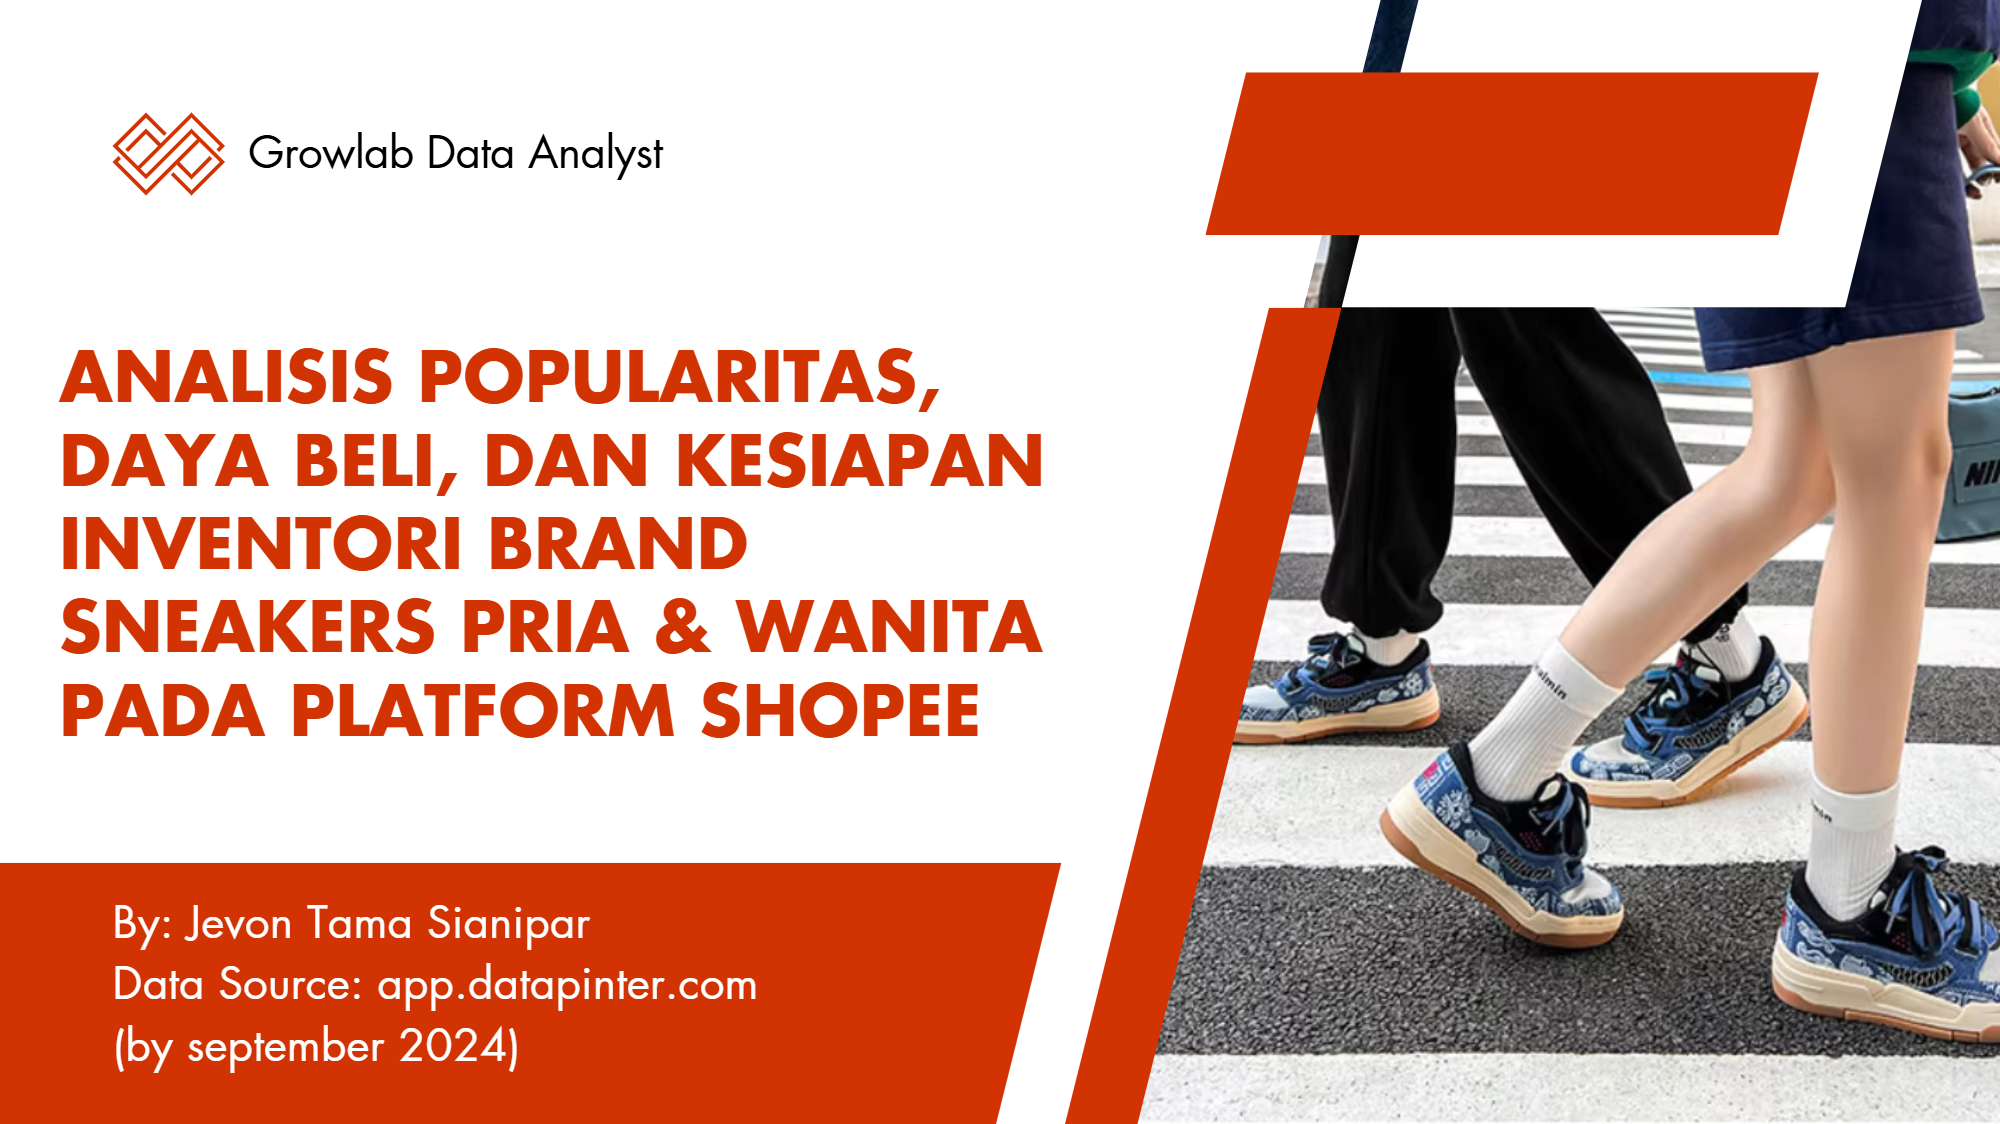 Growlab Data Analyst
ANALISIS POPULARITAS,
DAYA BELI, DAN KESIAPAN
INVENTORI BRAND
SNEAKERS PRIA & WANITA
PADA PLATFORM SHOPEE
By: Jevon Tama Sianipar
Data Source: app.datapinter.com
(by september 2024)